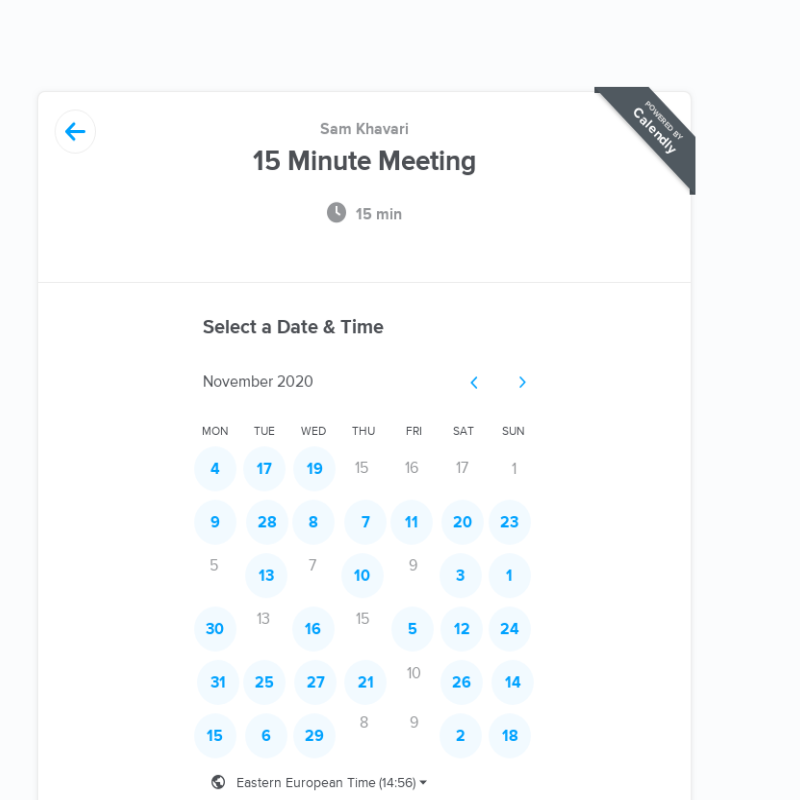 POWERED BY
Calendly
Sam Khavari
15 Minute Meeting
15 min
Select a Date & Time
November 2020
MON TUE WED THU FRI SAT SUN
4 17 19 15 16 17 1
9 28 8 7 11 20 23
5 13 7 10 9 3 1
30 13 16 15 5 12 24
31 25 27 21 10 26 14
15 6 29 8 9 2 18
Eastern European Time (14:56)